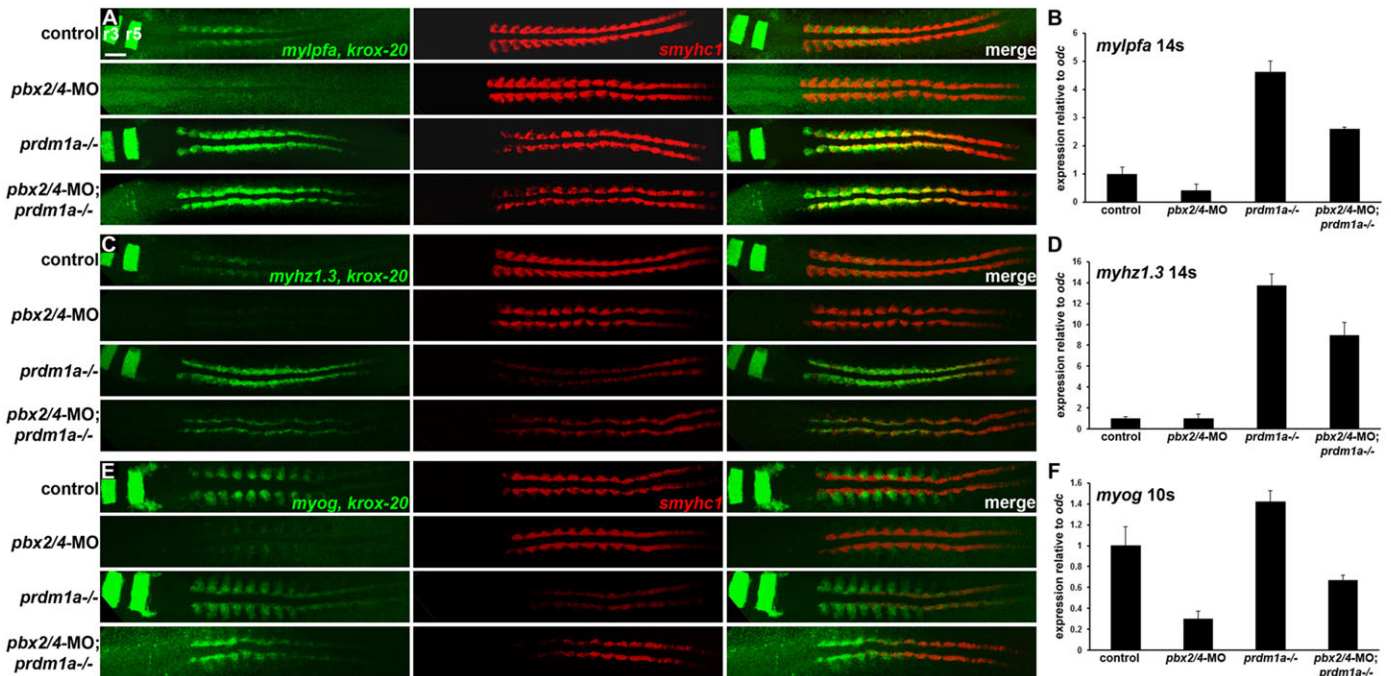 A
control
r3 r5
mylpfa, krox-20
smyhc1
merge
pbx2/4-MO
prdm1a-/-
pbx2/4-MO;
prdm1a-/-
B
mylpfa 14s
expression relative to odc
6
5
4
3
2
1
0
control
pbx2/4-MO
prdm1a-/-
pbx2/4-MO;
prdm1a-/-
C
control
myhz1.3, krox-20
merge
pbx2/4-MO
prdm1a-/-
pbx2/4-MO;
prdm1a-/-
D
myhz1.3 14s
expression relative to odc
16
14
12
10
8
6
4
2
0
control
pbx2/4-MO
prdm1a-/-
pbx2/4-MO;
prdm1a-/-
E
control
myog, krox-20
smyhc1
merge
pbx2/4-MO
prdm1a-/-
pbx2/4-MO;
prdm1a-/-
F
myog 10s
expression relative to odc
1.6
1.4
1.2
1
0.8
0.6
0.4
0.2
0
control
pbx2/4-MO
prdm1a-/-
pbx2/4-MO;
prdm1a-/-